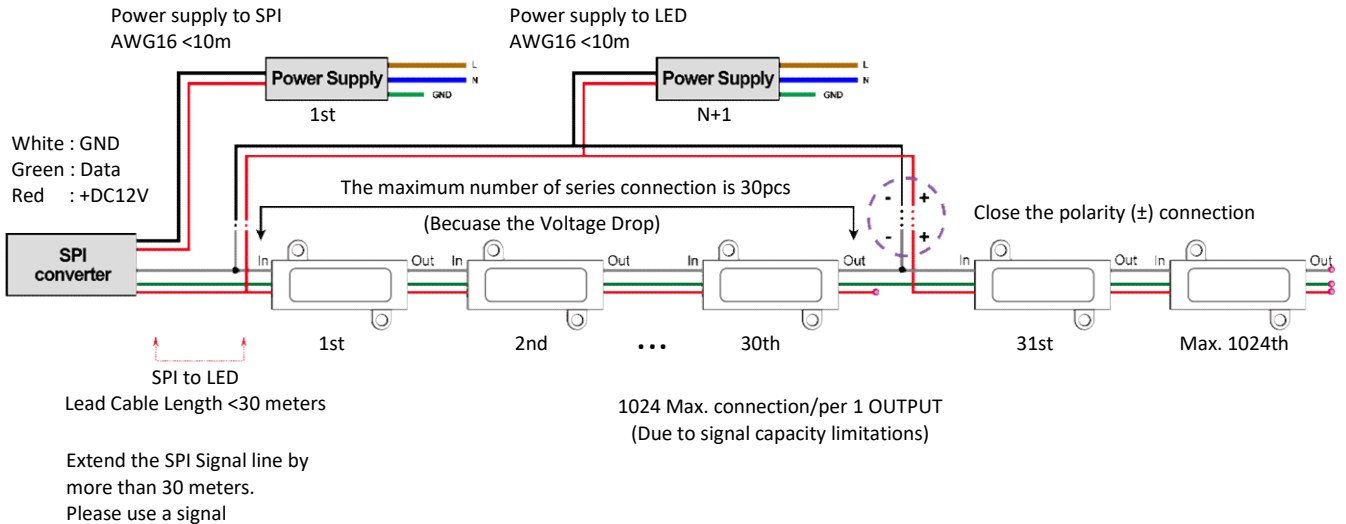 Power supply to SPI
AWG16 <10m
Power supply to LED
AWG16 <10m
Power Supply
L
N
GND
1st
Power Supply
L
N
GND
N+1
White : GND
Green : Data
Red : +DC12V
The maximum number of series connection is 30pcs
(Becuase the Voltage Drop)
- +
- +
Close the polarity (±) connection
SPI
converter
In
Out
In
Out
In
Out
In
Out
In
Out
1st
2nd
...
30th
31st
Max. 1024th
SPI to LED
Lead Cable Length <30 meters
1024 Max. connection/per 1 OUTPUT
(Due to signal capacity limitations)
Extend the SPI Signal line by
more than 30 meters.
Please use a signal